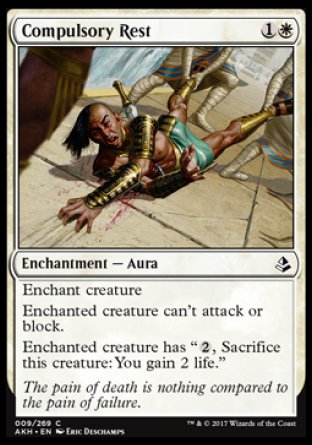 Compulsory Rest 1
Enchantment — Aura
Enchant creature
Enchanted creature can't attack or
block.
Enchanted creature has “2, Sacrifice
this creature: You gain 2 life.”
The pain of death is nothing compared to
the pain of failure.
009/269 C
AKH • EN ERIC DESCHAMPS
™ & © 2017 Wizards of the Coast